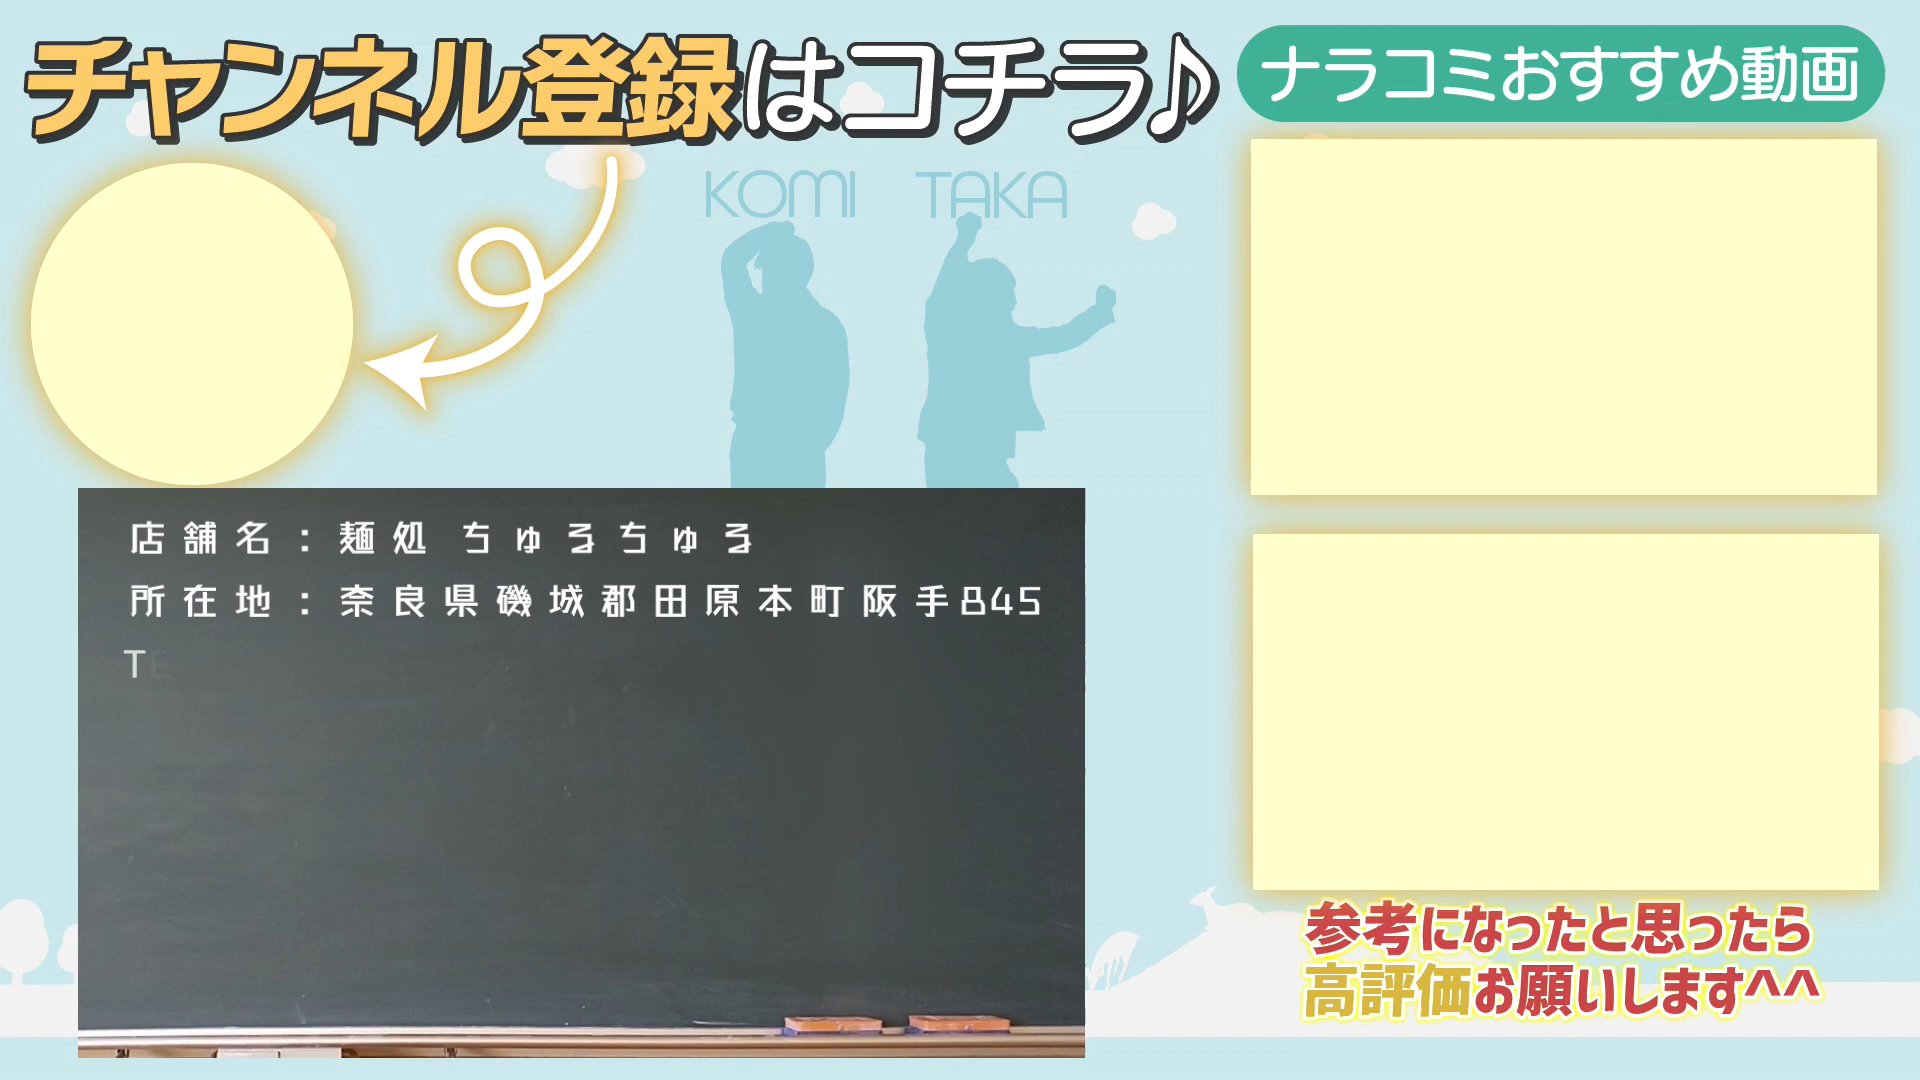 チャンネル登録はコチラ♪
ナラコミおすすめ動画
KOMI TAKA
店舗名：麺処 ちゅるちゅる
所在地：奈良県磯城郡田原本町阪手845
TE
参考になったと思ったら
高評価お願いします^^